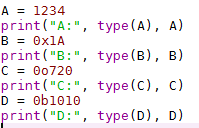 A = 1234
print("A:", type(A), A)
B = 0x1A
print("B:", type(B), B)
C = 0o720
print("C:", type(C), C)
D = 0b1010
print("D:", type(D), D)